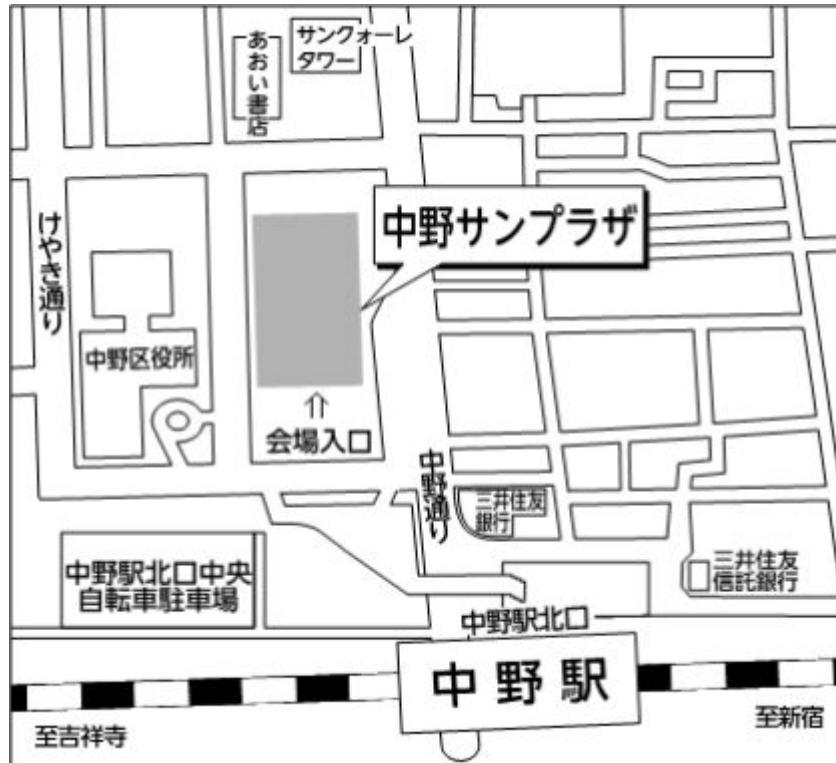 サンクォーレ
タワー
あおい書店
けやき通り
中野サンプラザ
中野区役所
会場入口
中野通り
三井住友
銀行
中野駅北口中央
自転車駐車場
三井住友
信託銀行
中野駅北口
中野駅
至吉祥寺
至新宿